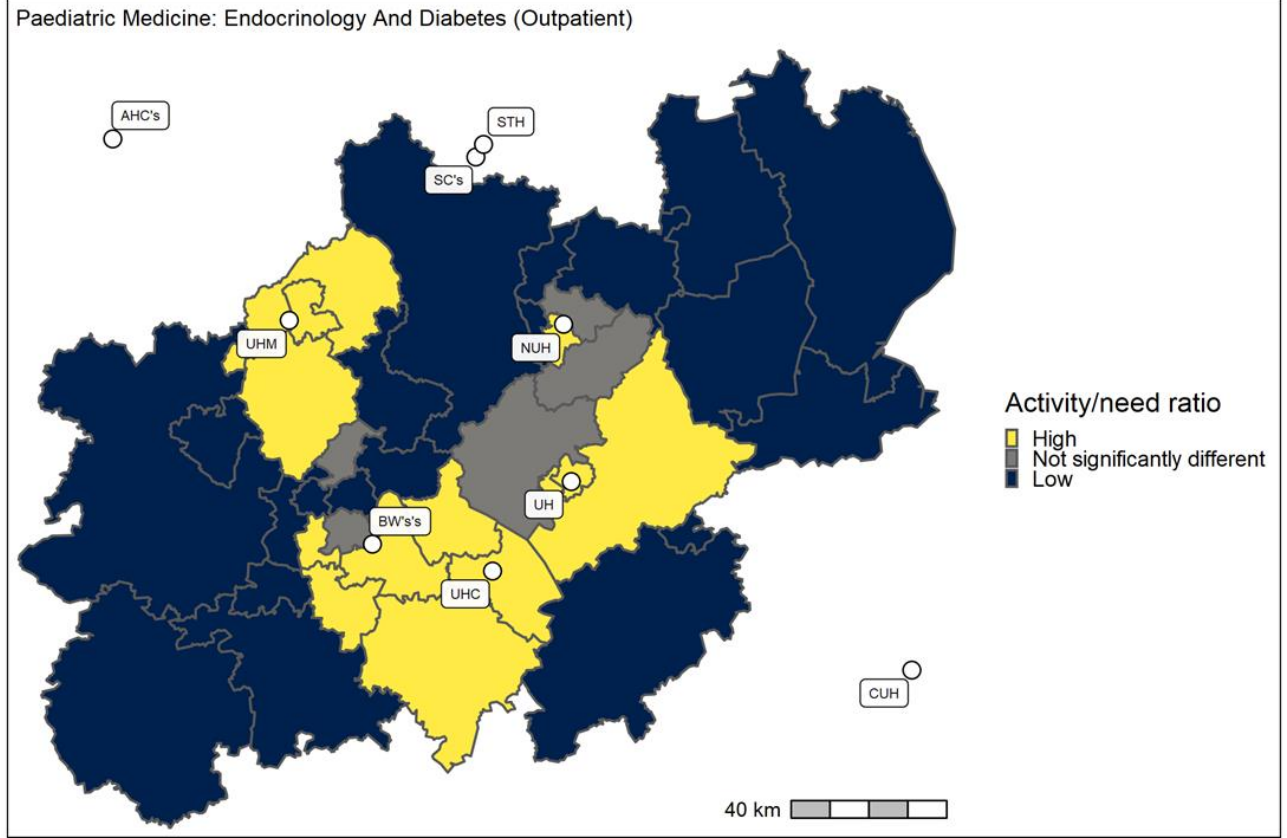 Paediatric Medicine: Endocrinology And Diabetes (Outpatient)
AHC's
STH
SC's
UHM
NUH
Activity/need ratio
High
Not significantly different
Low
UH
BW's's
UHC
CUH
40 km